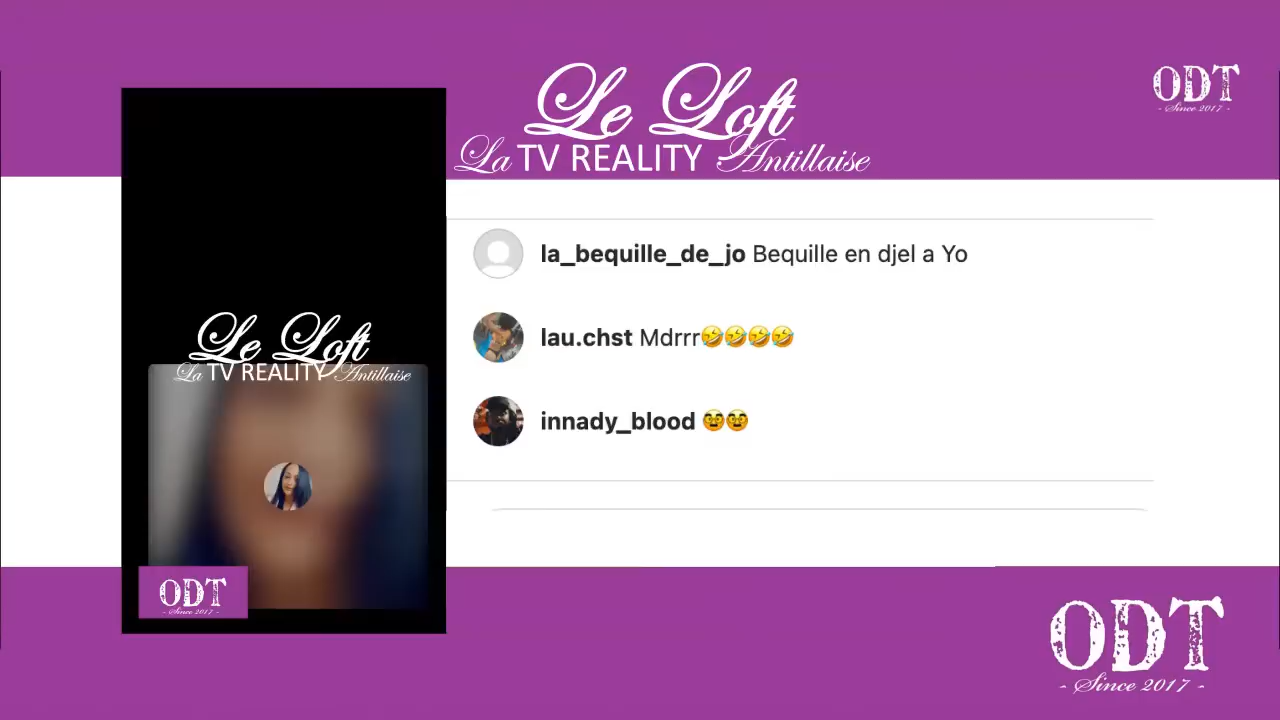 Le Loft
La TV REALITY Antillaise
ODT
- Since 2017 -
la_bequille_de_jo Bequille en djel a Yo
lau.chst Mdrrr🤣🤣🤣🤣
innady_blood 🥸🥸
Le Loft
La TV REALITY Antillaise
ODT
- Since 2017 -
ODT
- Since 2017 -